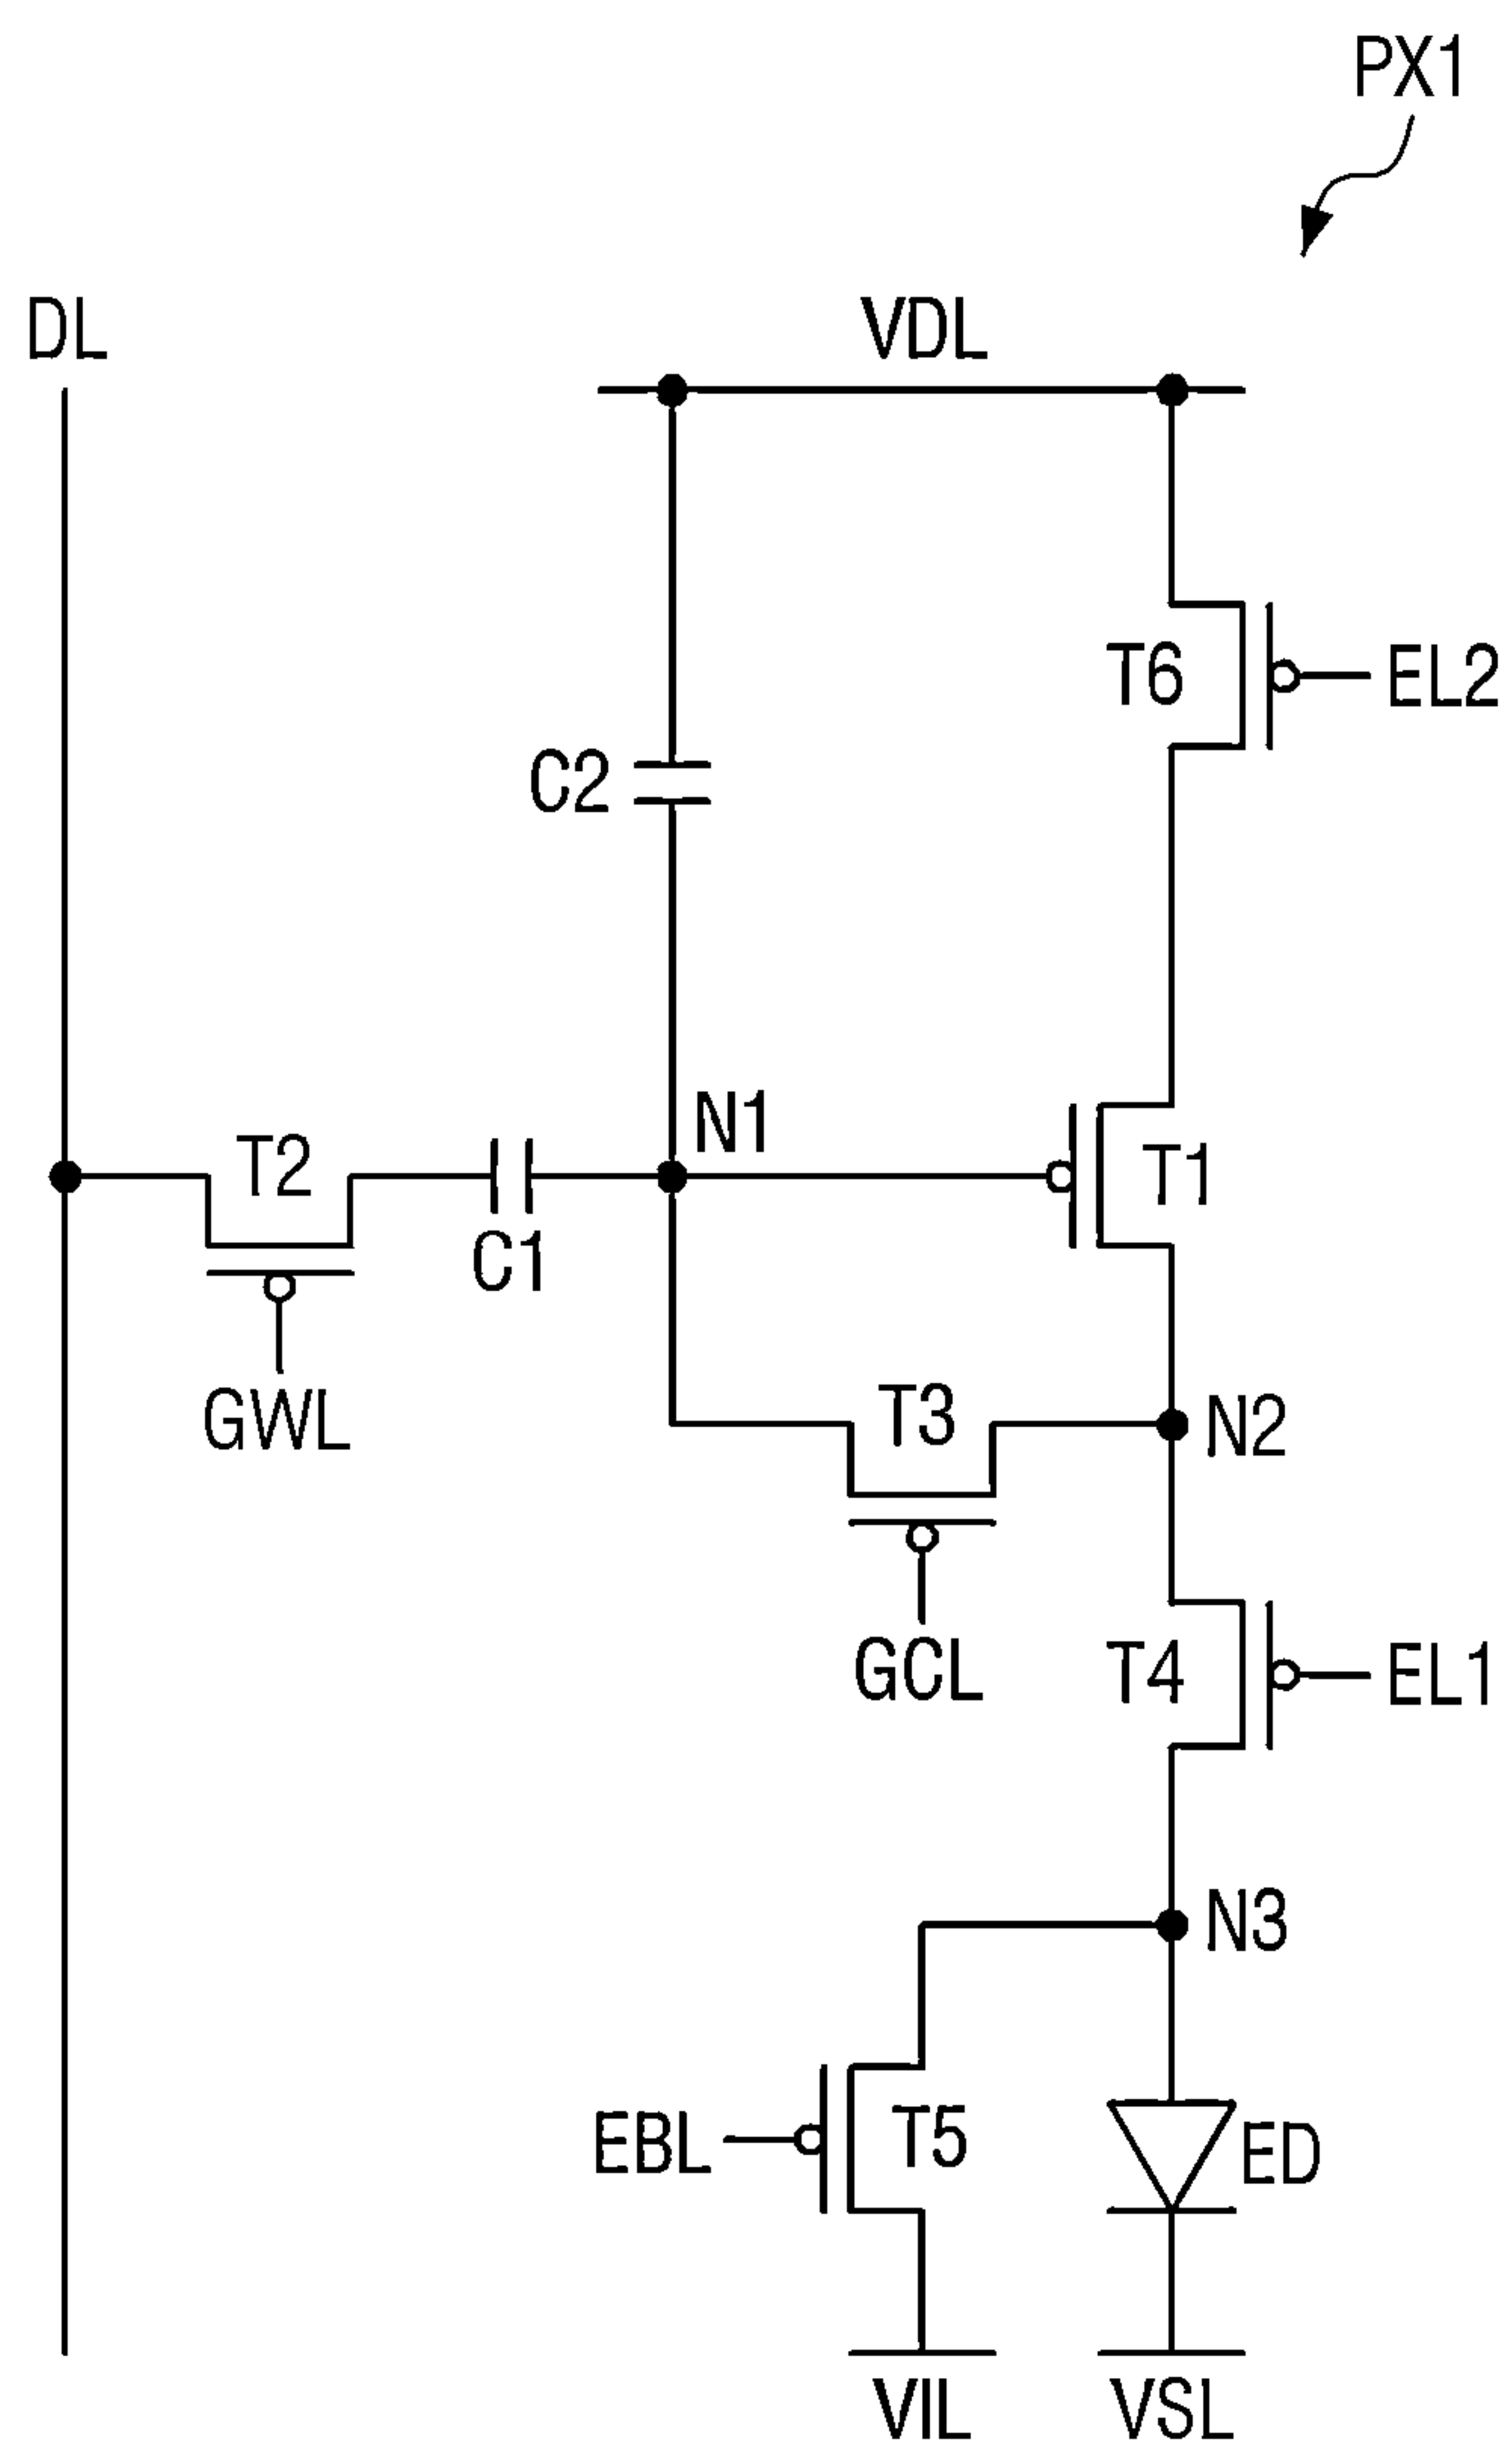 PX1
DL
VDL
T6
EL2
C2
N1
T2
T1
C1
GWL
T3
N2
GCL
T4
EL1
N3
EBL
T5
ED
VIL
VSL